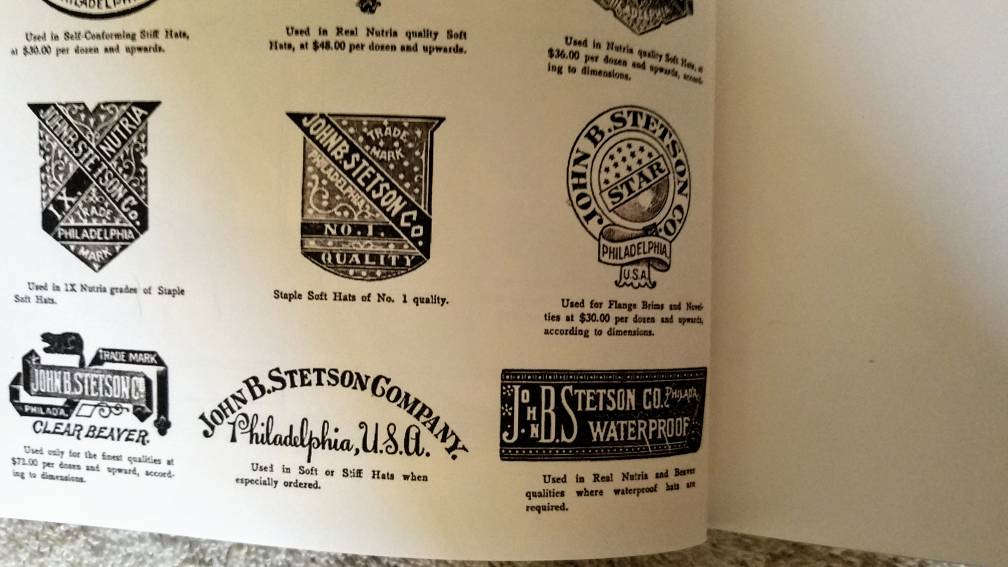 PHILADELPHIA
Used in Self-Conforming Stiff Hats,
at $30.00 per dozen and upwards.
Used in Real Nutria quality Soft
Hats, at $48.00 per dozen and upwards.
Used in Nutria quality Soft Hats, at
$36.00 per dozen and upwards, accord-
ing to dimensions.
JOHN B. STETSON Co.
NUTRIA
1X.
TRADE
PHILADELPHIA
MARK
Used in 1X Nutria grades of Staple
Soft Hats.
TRADE
MARK
JOHN B. STETSON Co.
PHILADELPHIA
NO. 1.
QUALITY
Staple Soft Hats of No. 1 quality.
JOHN B. STETSON CO.
STAR
PHILADELPHIA
U.S.A.
Used for Flange Brims and Novel-
ties at $30.00 per dozen and upwards,
according to dimensions.
TRADE MARK
JOHN B. STETSON Co
PHILAD'A.
CLEAR BEAVER.
Used only for the finest qualities at
$72.00 per dozen and upward, accord-
ing to dimensions.
JOHN B. STETSON COMPANY.
Philadelphia, U.S.A.
Used in Soft or Stiff Hats when
especially ordered.
JOHN B. STETSON CO. PHILAD'A.
WATERPROOF
Used in Real Nutria and Beaver
qualities where waterproof hats are
required.